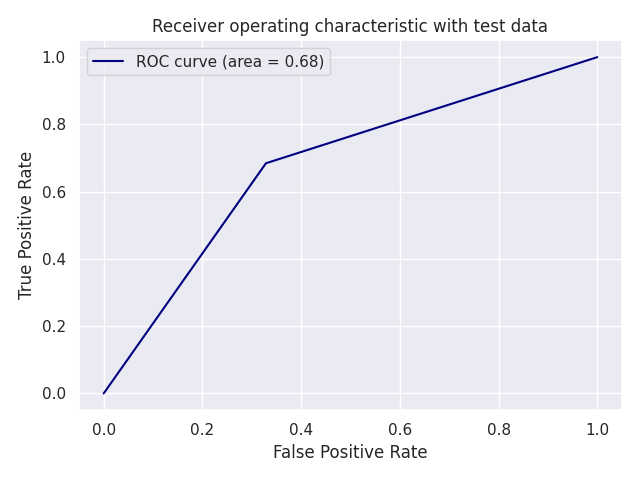 Receiver operating characteristic with test data
ROC curve (area = 0.68)
True Positive Rate
1.0
0.8
0.6
0.4
0.2
0.0
0.0 0.2 0.4 0.6 0.8 1.0
False Positive Rate